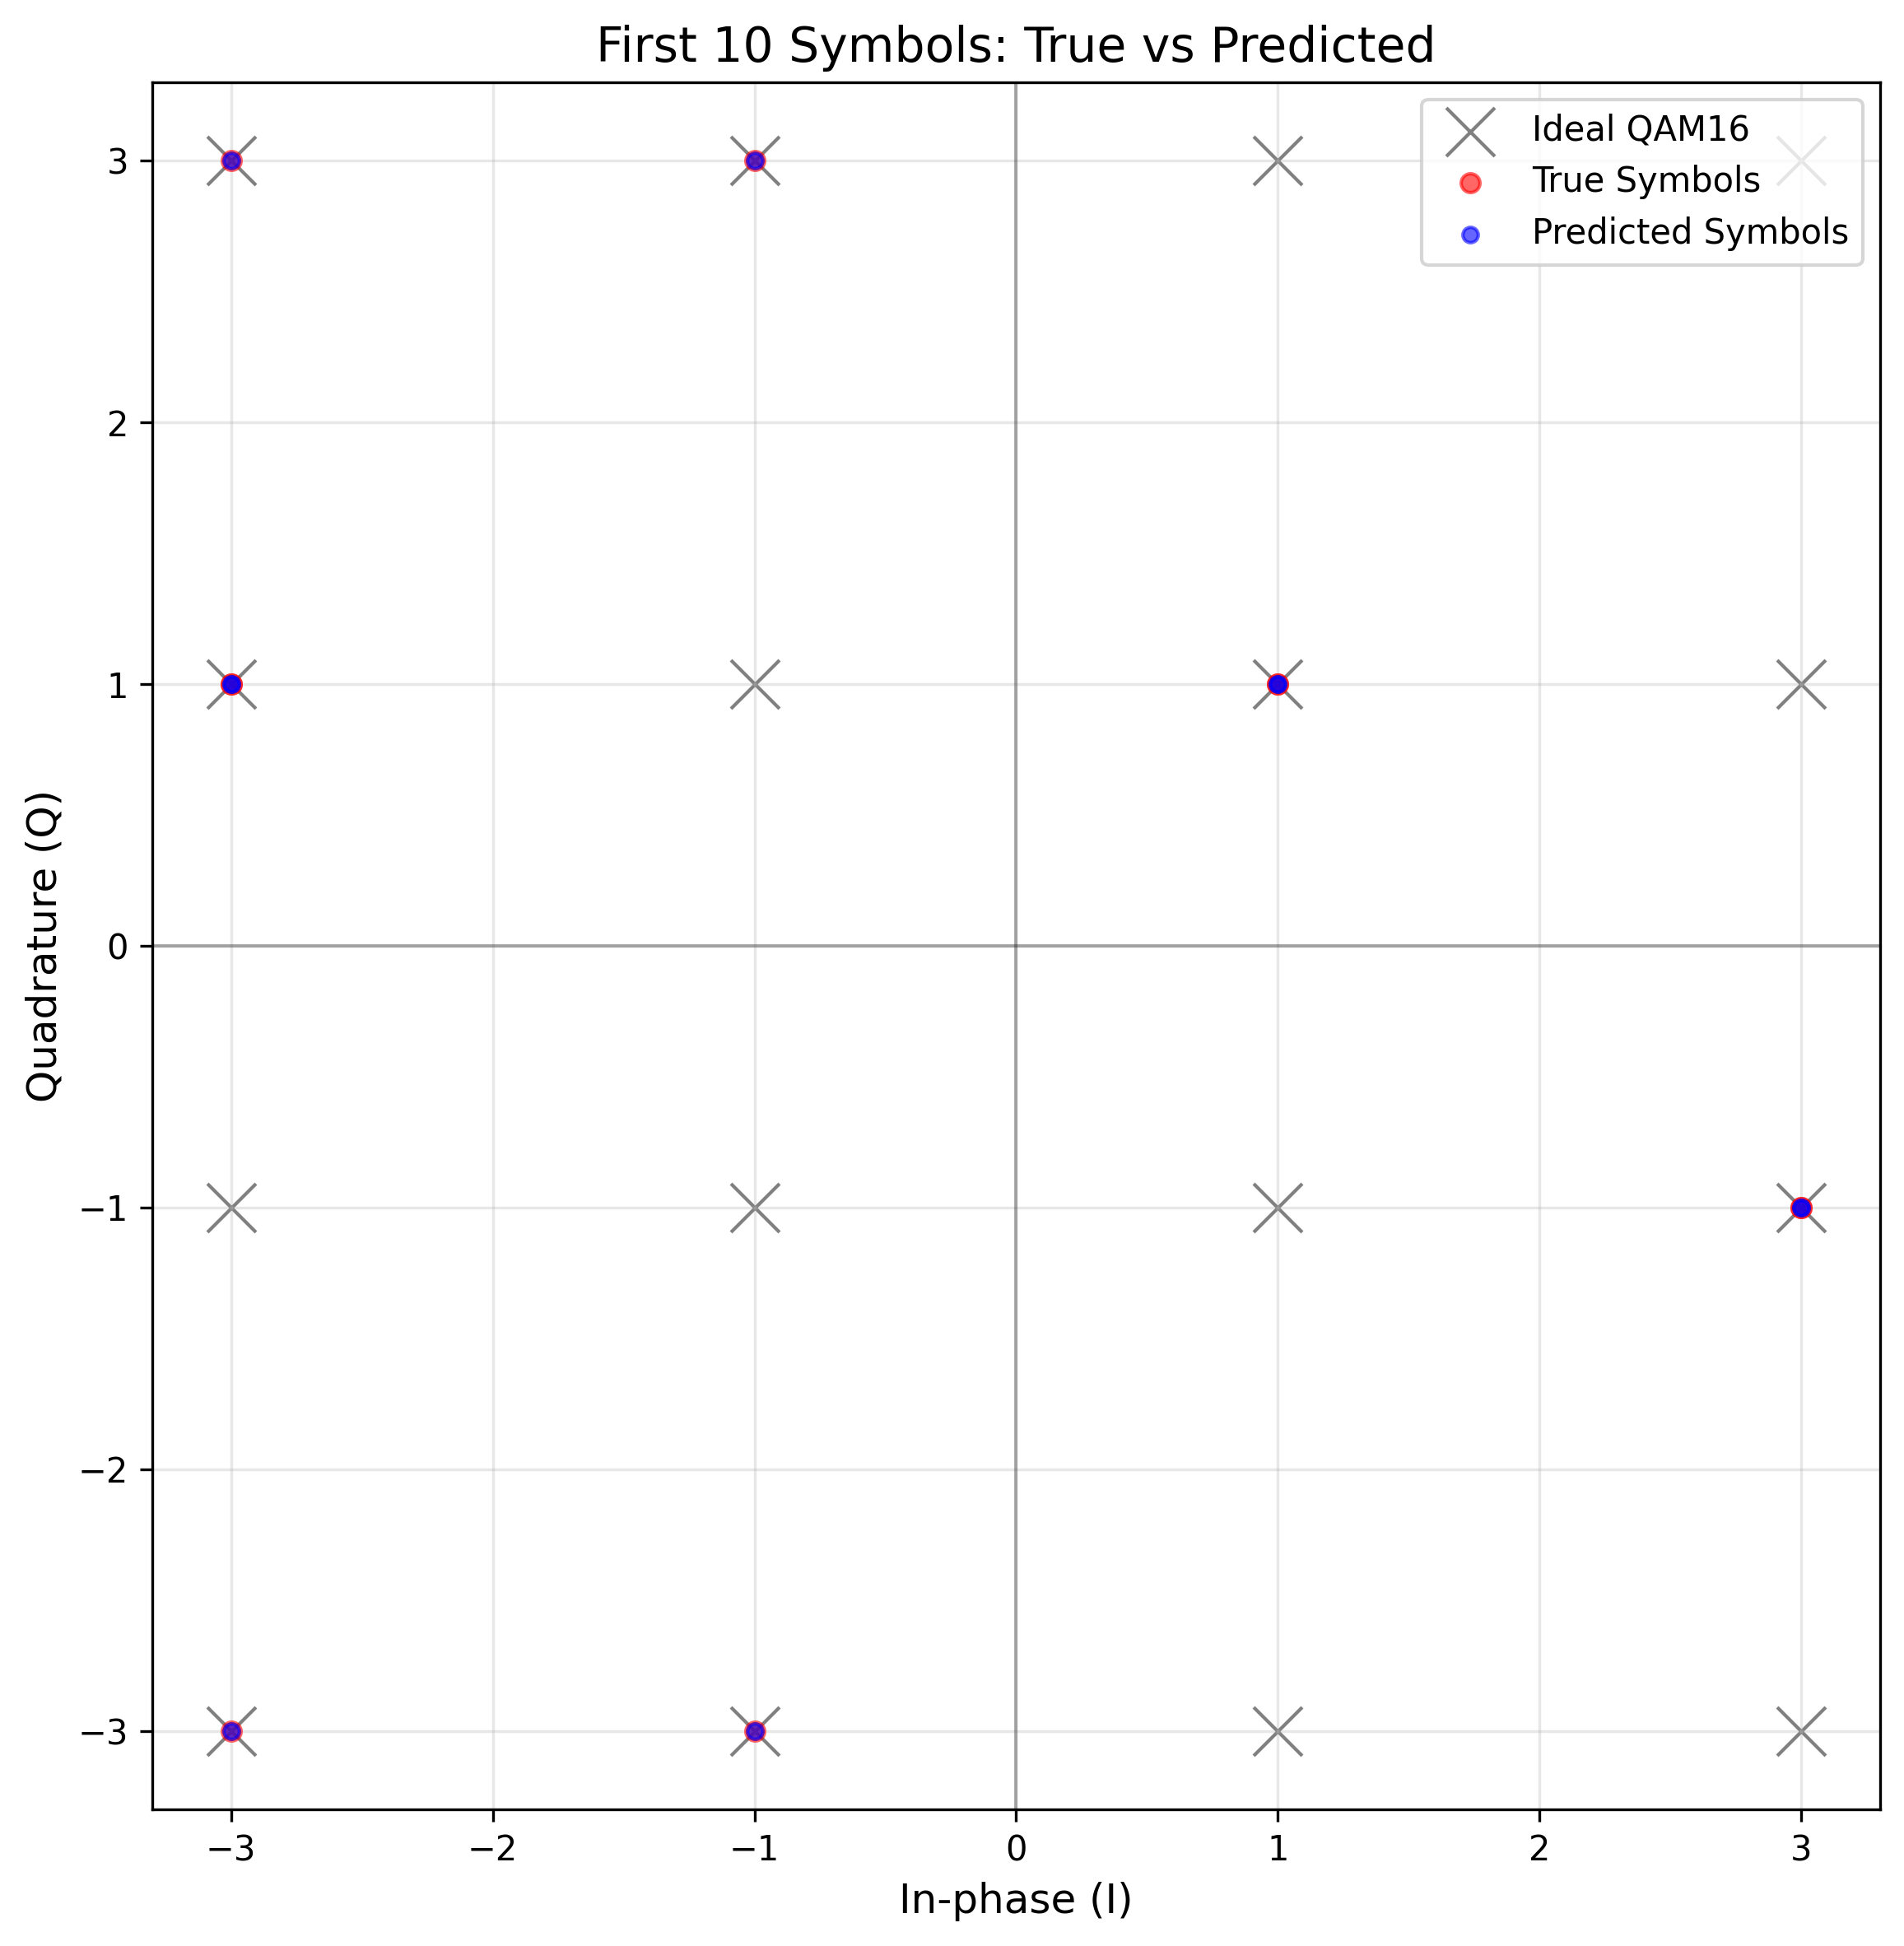 First 10 Symbols: True vs Predicted
Ideal QAM16
True Symbols
Predicted Symbols
Quadrature (Q)
3
2
1
0
−1
−2
−3
−3
−2
−1
0
1
2
3
In-phase (I)